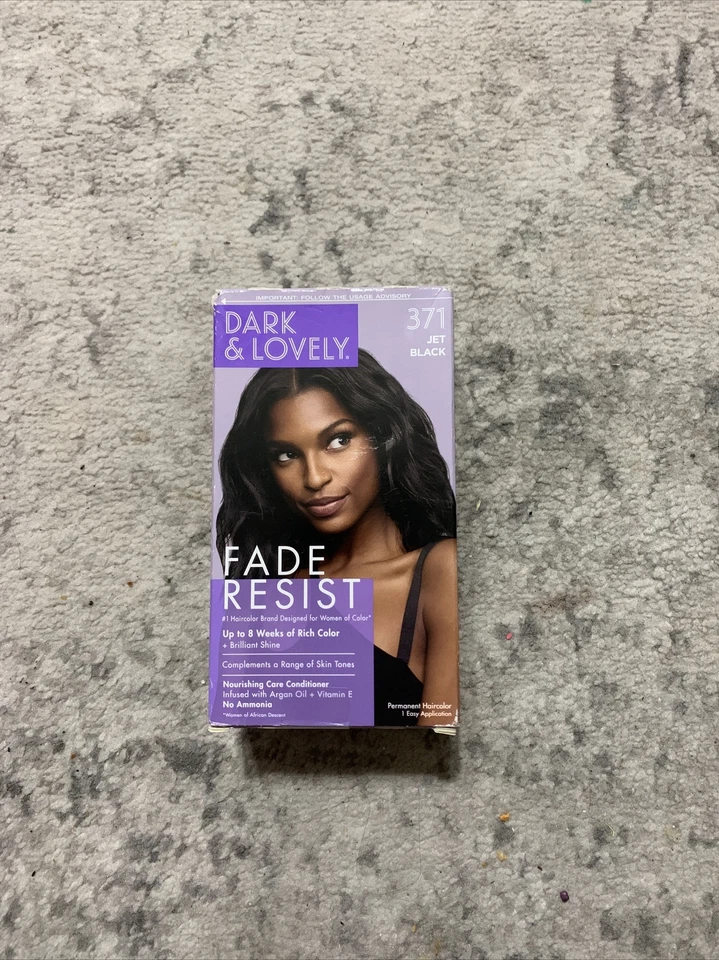 IMPORTANT: FOLLOW THE USAGE ADVISORY
DARK
& LOVELY®
371
JET
BLACK
FADE
RESIST
#1 Haircolor Brand Designed for Women of Color*
Up to 8 Weeks of Rich Color
+ Brilliant Shine
Complements a Range of Skin Tones
Nourishing Care Conditioner
Infused with Argan Oil + Vitamin E
No Ammonia
*Women of African Descent
Permanent Haircolor
1 Easy Application